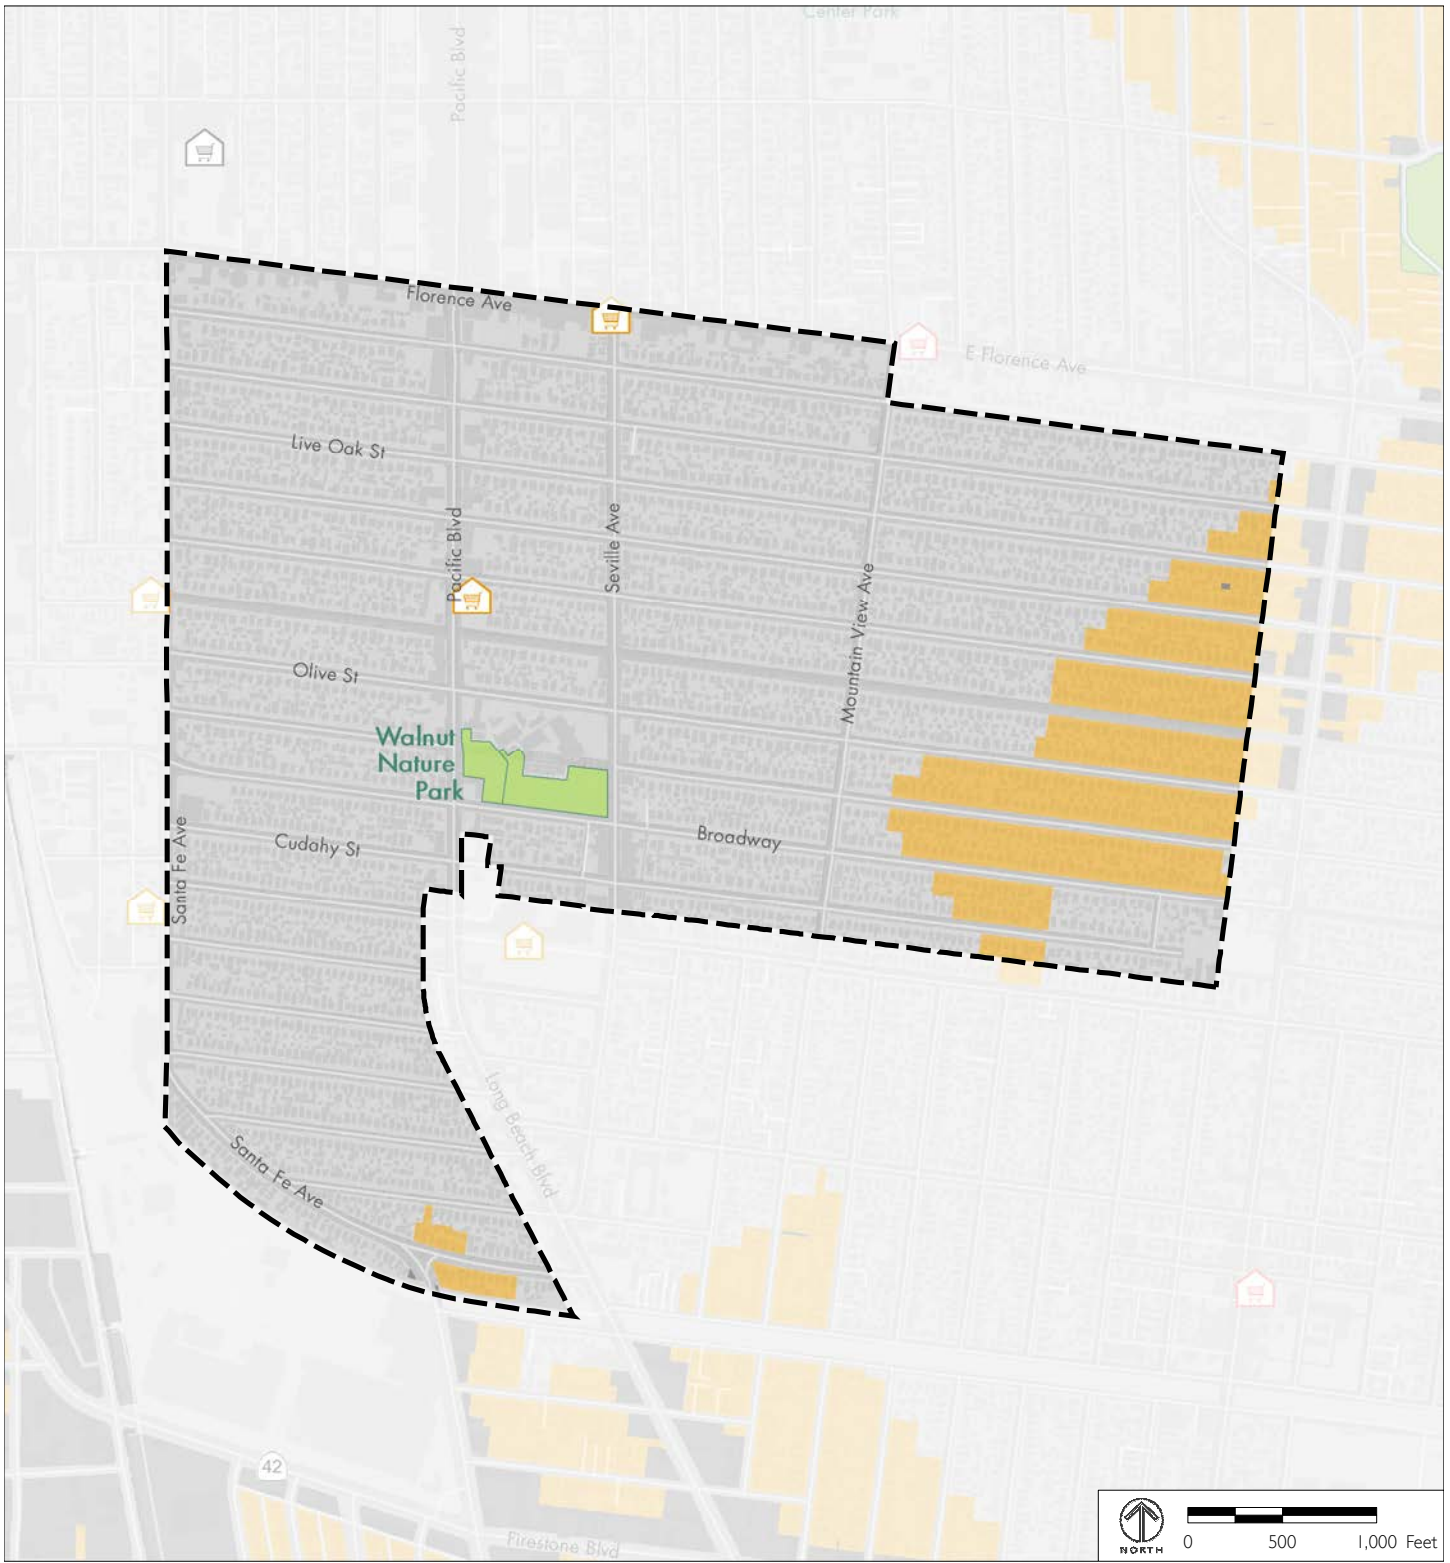 Center Park
Pacific Blvd
Florence Ave
E Florence Ave
Live Oak St
Pacific Blvd
Seville Ave
Mountain View Ave
Olive St
Walnut
Nature
Park
Santa Fe Ave
Cudahy St
Broadway
Long Beach Blvd
Santa Fe Ave
42
Firestone Blvd
NORTH
0 500 1,000 Feet